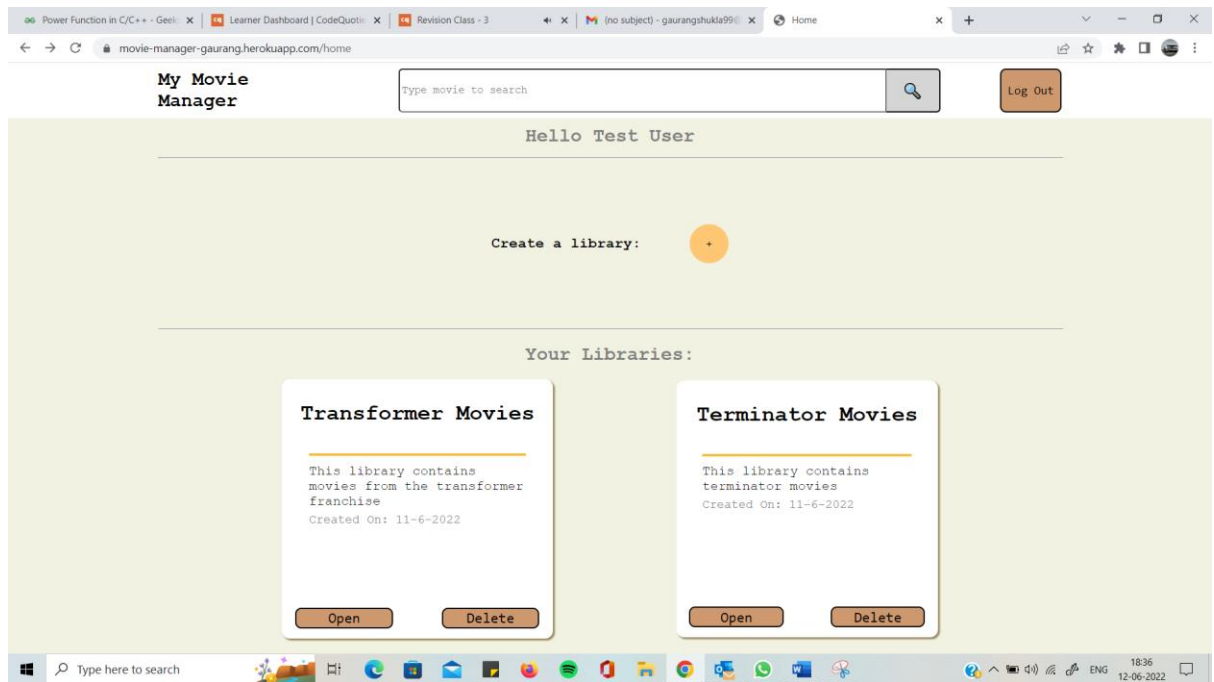 Power Function in C/C++ - Geek
Learner Dashboard | CodeQuotie
Revision Class - 3
(no subject) - gaurangshukla99@
Home
movie-manager-gaurang.herokuapp.com/home
My Movie
Manager
Type movie to search
Log Out
Hello Test User
Create a library:
+
Your Libraries:
Transformer Movies
This library contains
movies from the transformer
franchise
Created On: 11-6-2022
Open
Delete
Terminator Movies
This library contains
terminator movies
Created On: 11-6-2022
Open
Delete
Type here to search
ENG
18:36
12-06-2022